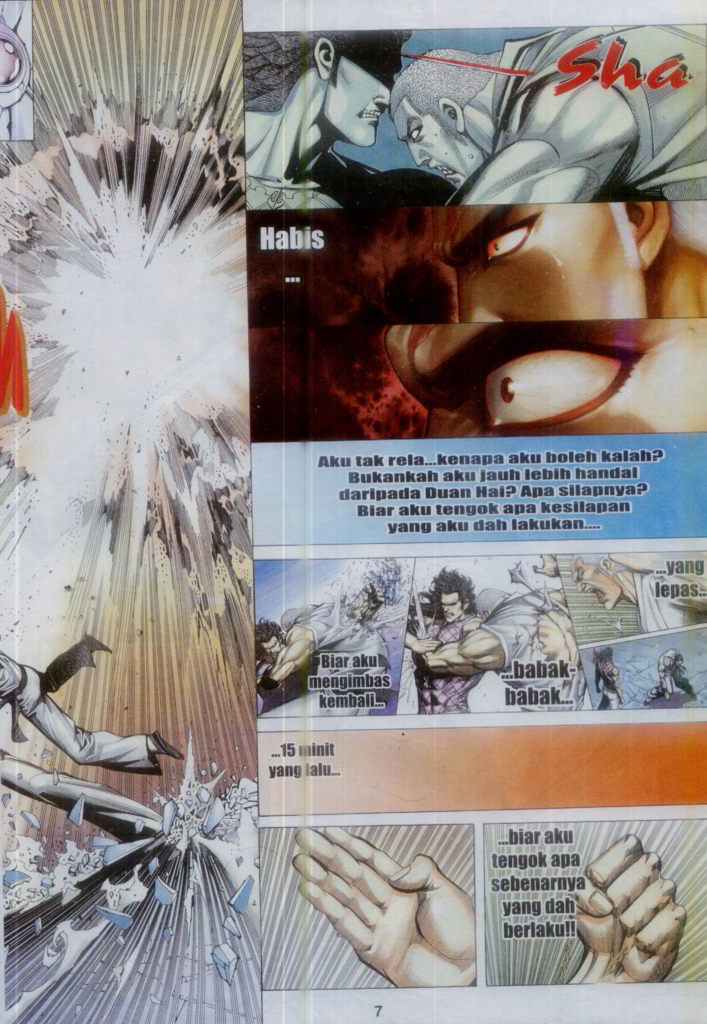 Sha
Habis
...
Aku tak rela...kenapa aku boleh kalah?
Bukankah aku jauh lebih handal
daripada Duan Hai? Apa silapnya?
Biar aku tengok apa kesilapan
yang aku dah lakukan....
Biar aku
mengimbas
kembali...
...babak-
babak...
...yang
lepas..
...15 minit
yang lalu...
...biar aku
tengok apa
sebenarnya
yang dah
berlaku!!
7